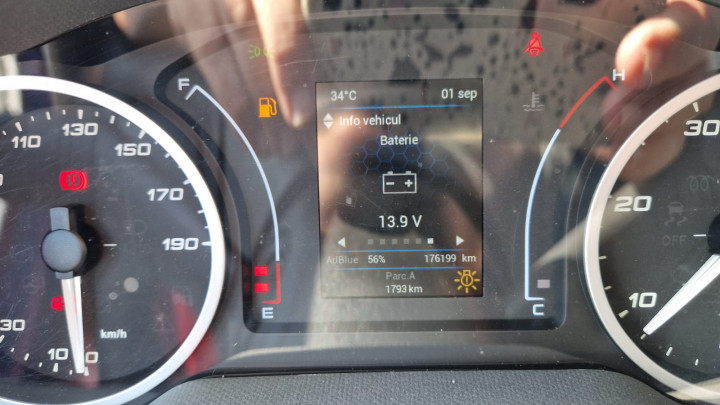 34°C 01 sep
Info vehicul
Baterie
13.9 V
AdBlue 56% 176199 km
Parc.A
1793 km
F
E
H
C
110
130
150
170
190
30
10
km/h
30
20
10
OFF